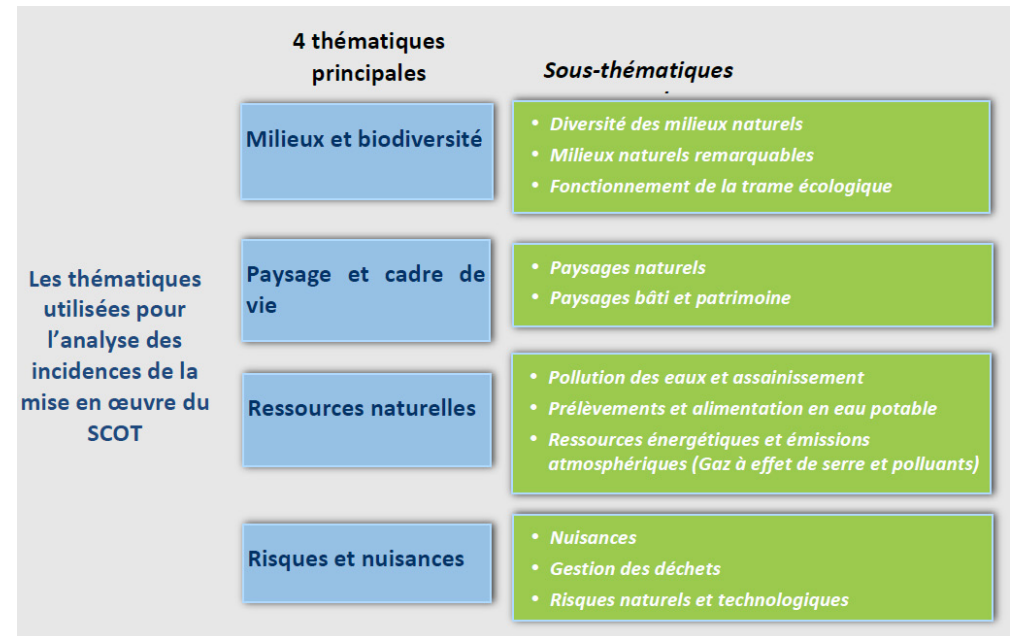 4 thématiques
principales
Sous-thématiques
Les thématiques
utilisées pour
l'analyse des
incidences de la
mise en œuvre du
SCOT
Milieux et biodiversité
• Diversité des milieux naturels
• Milieux naturels remarquables
• Fonctionnement de la trame écologique
Paysage et cadre de
vie
• Paysages naturels
• Paysages bâti et patrimoine
Ressources naturelles
• Pollution des eaux et assainissement
• Prélèvements et alimentation en eau potable
• Ressources énergétiques et émissions
atmosphériques (Gaz à effet de serre et polluants)
Risques et nuisances
• Nuisances
• Gestion des déchets
• Risques naturels et technologiques